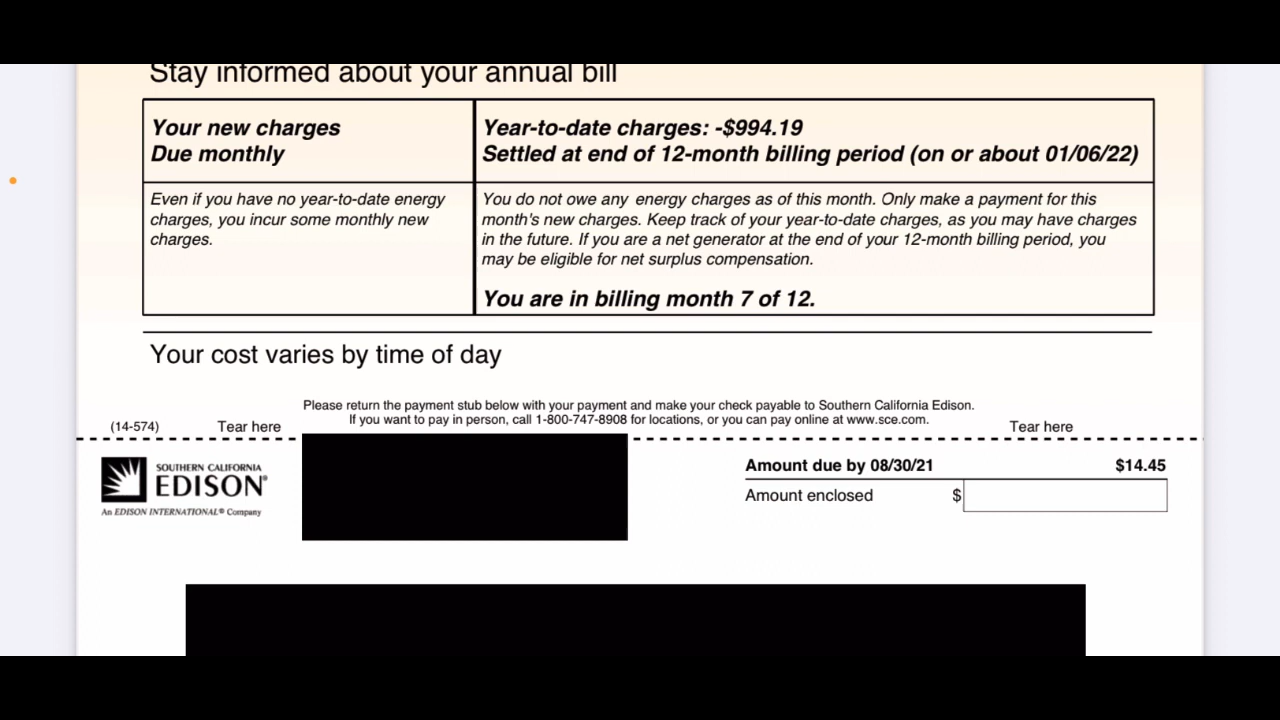 Stay informed about your annual bill
Your new charges
Due monthly
Year-to-date charges: -$994.19
Settled at end of 12-month billing period (on or about 01/06/22)
Even if you have no year-to-date energy
charges, you incur some monthly new
charges.
You do not owe any energy charges as of this month. Only make a payment for this
month's new charges. Keep track of your year-to-date charges, as you may have charges
in the future. If you are a net generator at the end of your 12-month billing period, you
may be eligible for net surplus compensation.
You are in billing month 7 of 12.
Your cost varies by time of day
Please return the payment stub below with your payment and make your check payable to Southern California Edison.
If you want to pay in person, call 1-800-747-8908 for locations, or you can pay online at www.sce.com.
(14-574) Tear here Tear here
SOUTHERN CALIFORNIA
EDISON®
An EDISON INTERNATIONAL® Company
Amount due by 08/30/21 $14.45
Amount enclosed $